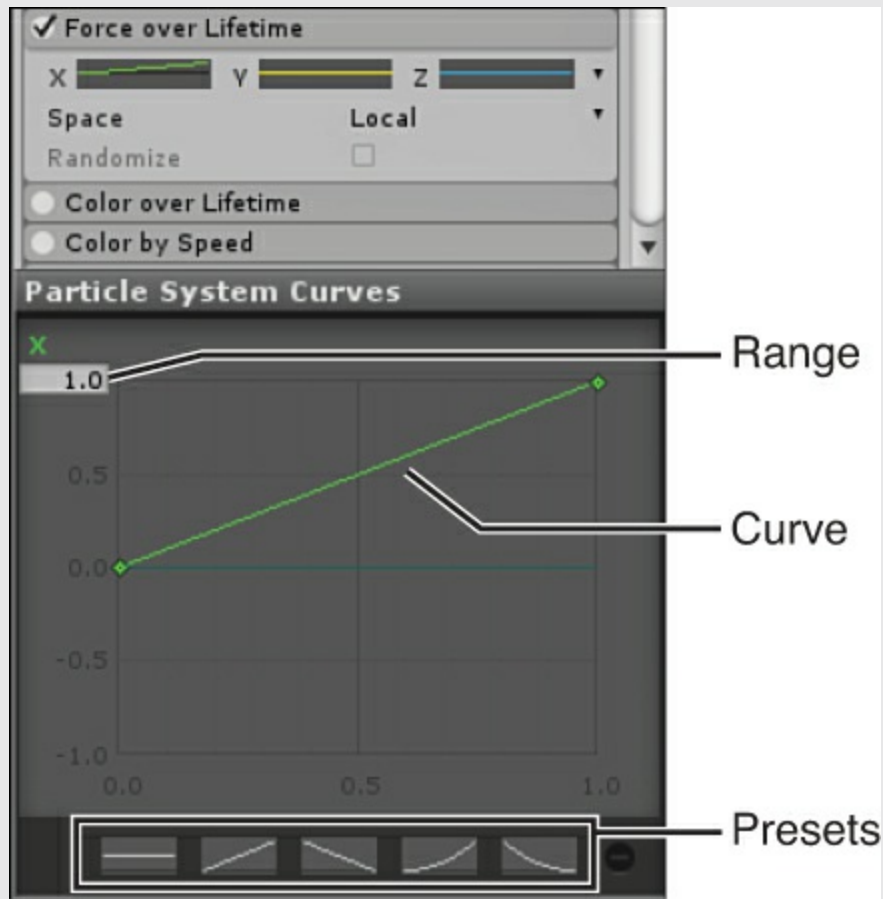 Force over Lifetime
X Y Z
Space Local
Randomize
Color over Lifetime
Color by Speed
Particle System Curves
X
Range
1.0
0.5
Curve
0.0
-0.5
-1.0
0.0 0.5 1.0
Presets